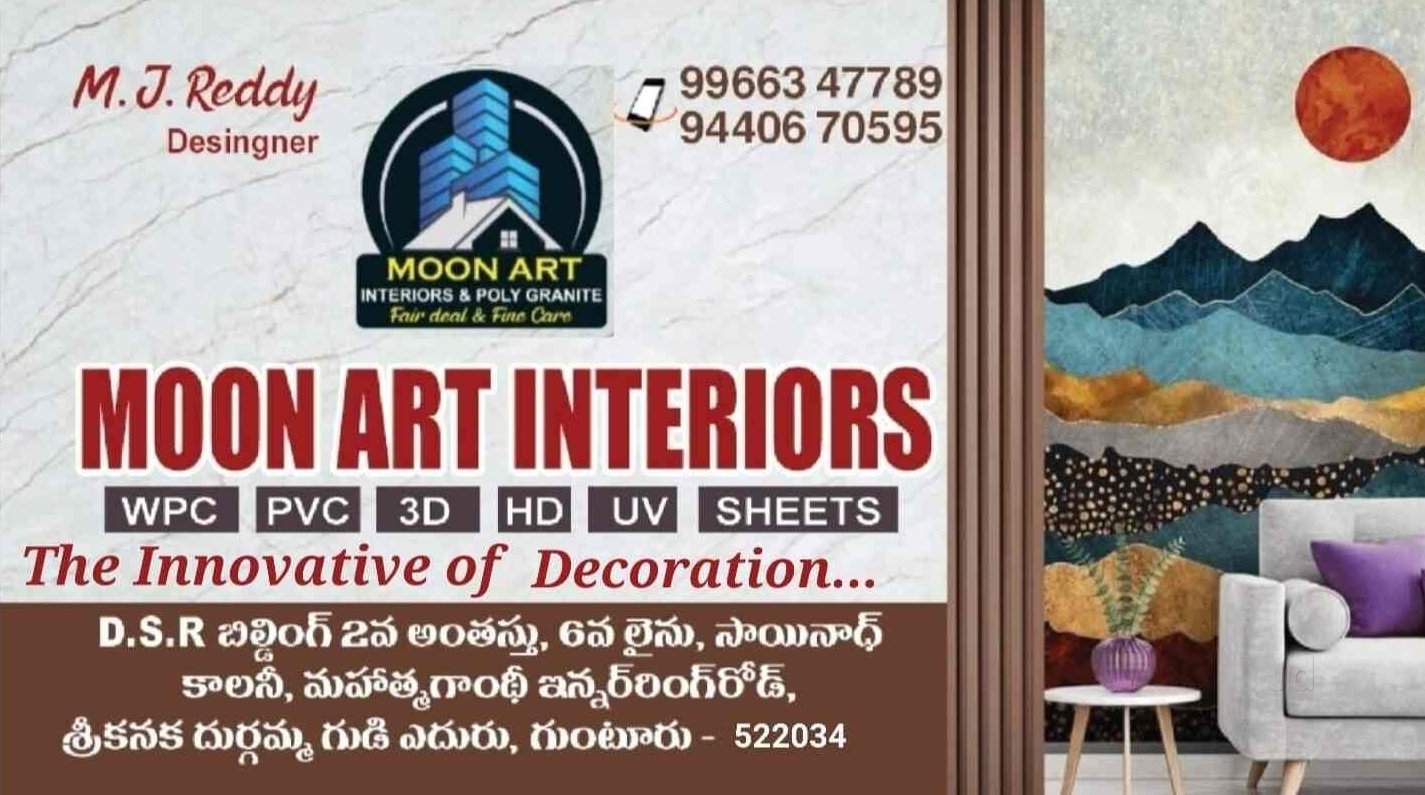 M. J. Reddy
Desingner
99663 47789
94406 70595
MOON ART
INTERIORS & POLY GRANITE
Fair deal & Fine Care
MOON ART INTERIORS
WPC PVC 3D HD UV SHEETS
The Innovative of Decoration...
D.S.R బిల్డింగ్ 2వ అంతస్తు, 6వ లైను, సాయినాధ్
కాలనీ, మహాత్మగాంధీ ఇన్నర్‌రింగ్‌రోడ్,
శ్రీకనక దుర్గమ్మ గుడి ఎదురు, గుంటూరు - 522034